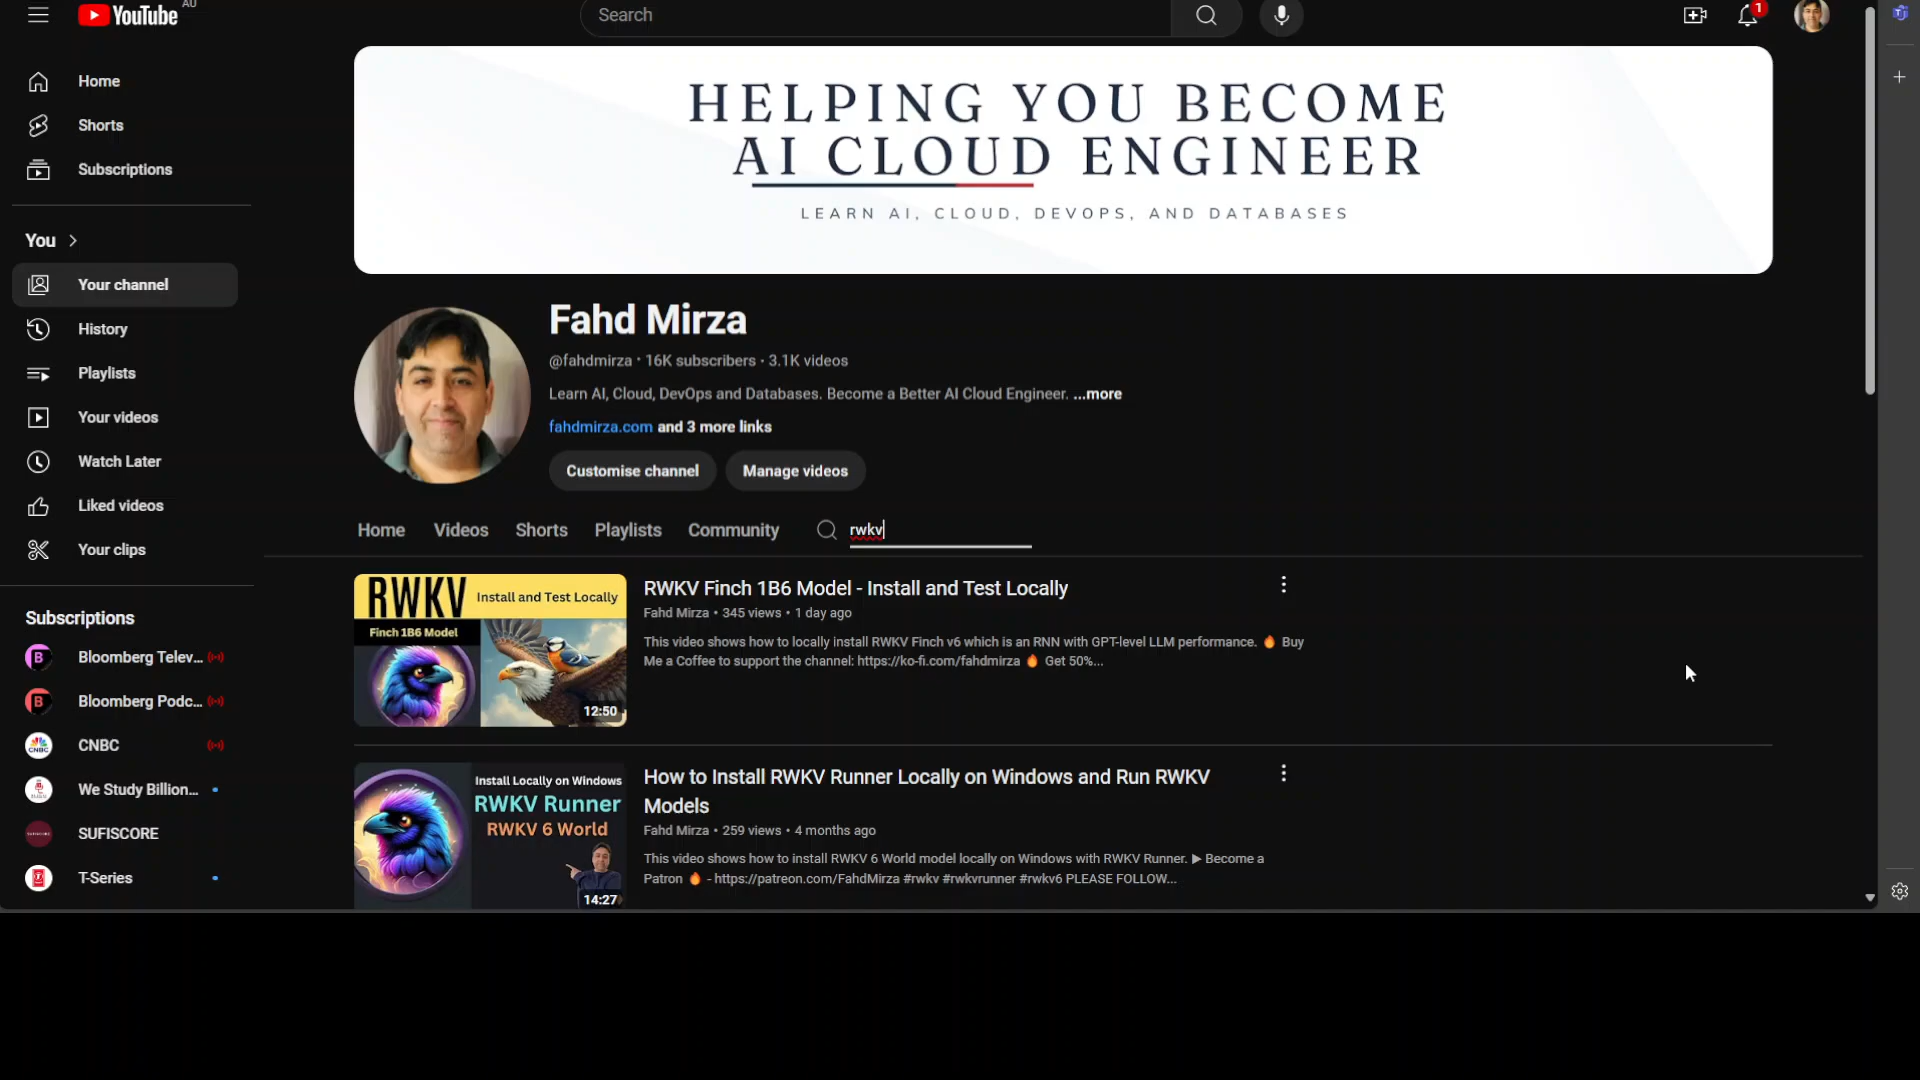 YouTube AU
Search
1
Home
Shorts
Subscriptions
You
Your channel
History
Playlists
Your videos
Watch Later
Liked videos
Your clips
Subscriptions
Bloomberg Telev...
Bloomberg Podc...
CNBC
We Study Billion...
SUFISCORE
T-Series
HELPING YOU BECOME
AI CLOUD ENGINEER
LEARN AI, CLOUD, DEVOPS, AND DATABASES
Fahd Mirza
@fahdmirza • 16K subscribers • 3.1K videos
Learn AI, Cloud, DevOps and Databases. Become a Better AI Cloud Engineer. ...more
fahdmirza.com and 3 more links
Customise channel Manage videos
Home Videos Shorts Playlists Community rwkv
RWKV Install and Test Locally
Finch 1B6 Model
12:50
RWKV Finch 1B6 Model - Install and Test Locally
Fahd Mirza • 345 views • 1 day ago
This video shows how to locally install RWKV Finch v6 which is an RNN with GPT-level LLM performance. 🔥 Buy
Me a Coffee to support the channel: https://ko-fi.com/fahdmirza 🔥 Get 50%...
Install Locally on Windows
RWKV Runner
RWKV 6 World
14:27
How to Install RWKV Runner Locally on Windows and Run RWKV
Models
Fahd Mirza • 259 views • 4 months ago
This video shows how to install RWKV 6 World model locally on Windows with RWKV Runner. ▶ Become a
Patron 🔥 - https://patreon.com/FahdMirza #rwkv #rwkvrunner #rwkv6 PLEASE FOLLOW...